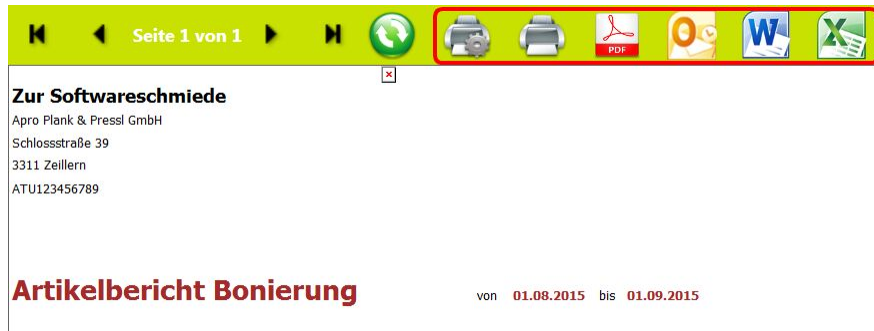 Seite 1 von 1
PDF
Zur Softwareschmiede
Apro Plank & Pressl GmbH
Schlossstraße 39
3311 Zeillern
ATU123456789
Artikelbericht Bonierung von 01.08.2015 bis 01.09.2015